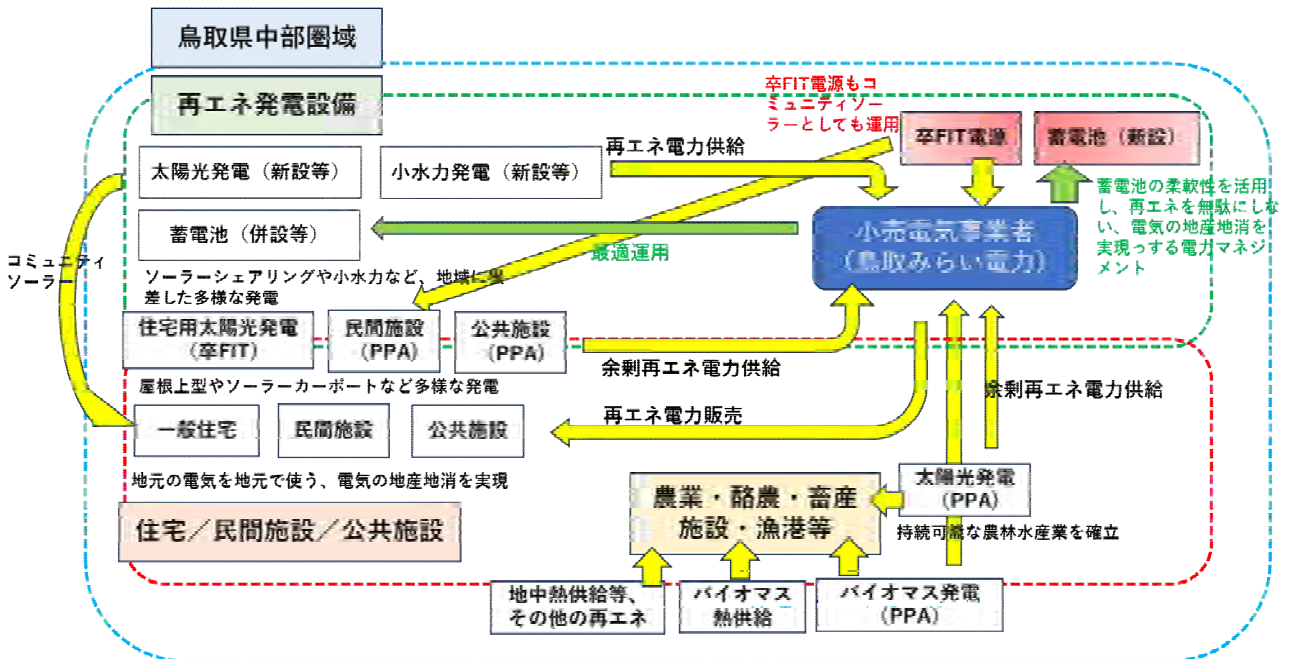 鳥取県中部圏域
再エネ発電設備
卒FIT電源もコ
ミュニティソー
ラーとしても運用
卒FIT電源
蓄電池（新設）
太陽光発電（新設等）
小水力発電（新設等）
再エネ電力供給
蓄電池（併設等）
最適運用
小売電気事業者
（鳥取みらい電力）
蓄電池の柔軟性を活用
し、再エネを無駄にしな
い、電気の地産地消を
実現っする電力マネジ
メント
コミュニティ
ソーラー
ソーラーシェアリングや小水力など、地域に
差した多様な発電
住宅用太陽光発電
（卒FIT）
民間施設
（PPA）
公共施設
（PPA）
余剰再エネ電力供給
屋根上型やソーラーカーポートなど多様な発電
余剰再エネ電力供給
一般住宅
民間施設
公共施設
再エネ電力販売
地元の電気を地元で使う、電気の地産地消を実現
住宅／民間施設／公共施設
農業・酪農・畜産
施設・漁港等
太陽光発電
（PPA）
持続可能な農林水産業を確立
地中熱供給等、
その他の再エネ
バイオマス
熱供給
バイオマス発電
（PPA）